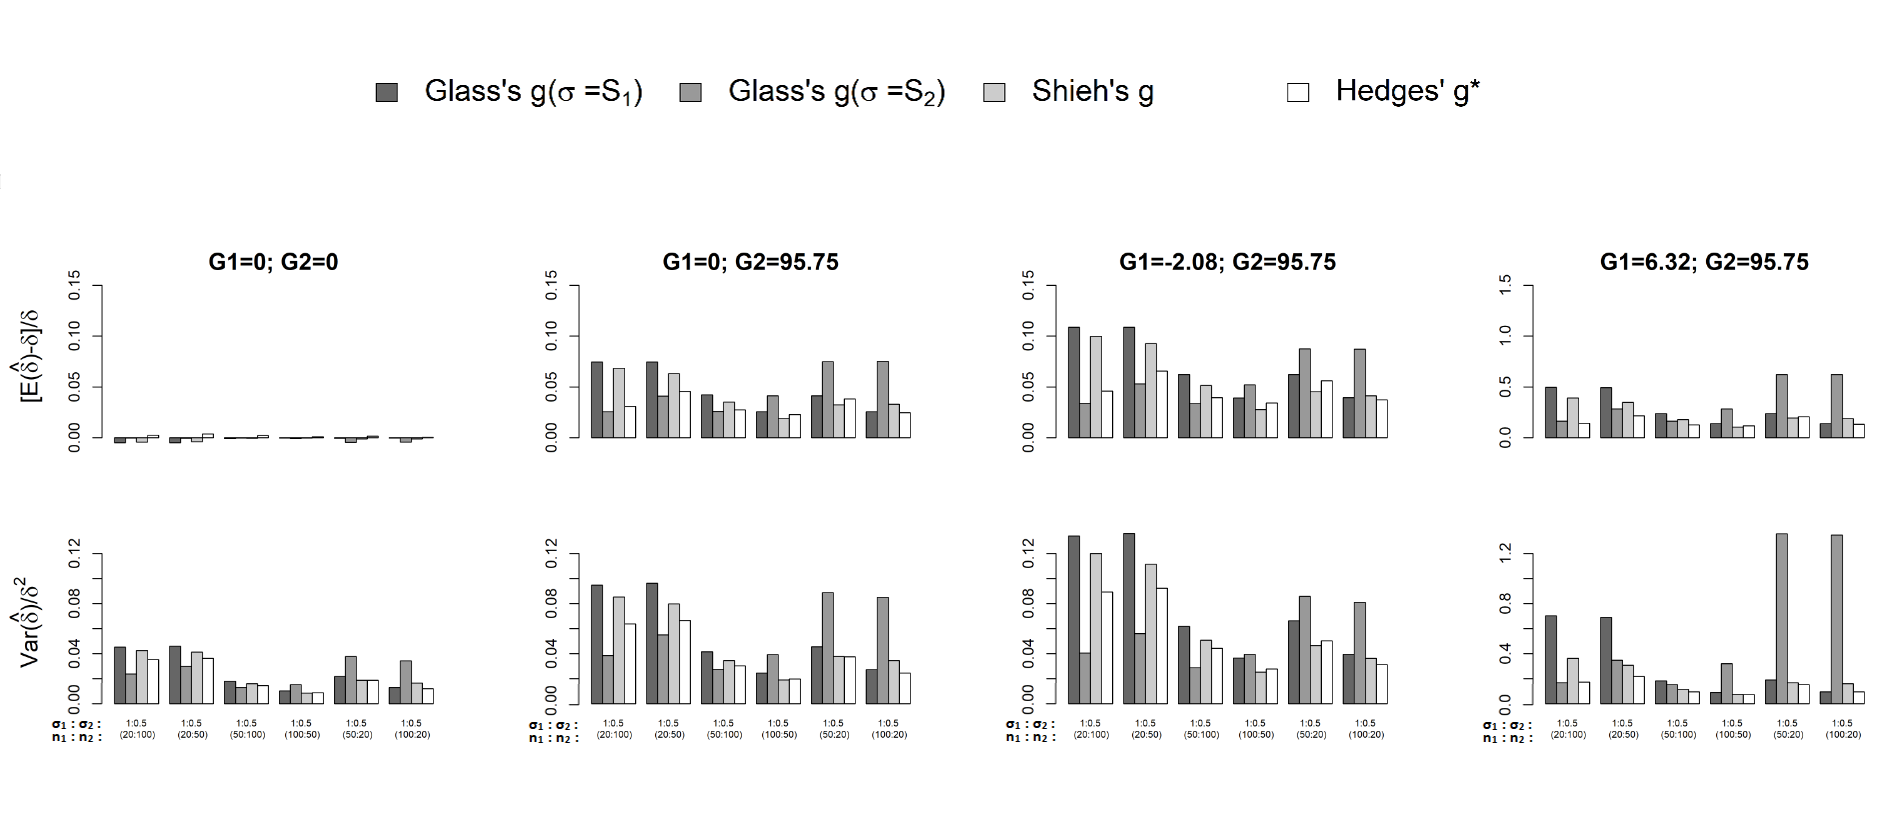 Glass's g(σ =S₁) Glass's g(σ =S₂) Shieh's g Hedges' g*
G1=0; G2=0 G1=0; G2=95.75 G1=-2.08; G2=95.75 G1=6.32; G2=95.75
[E(δ̂)-δ]/δ
0.15 0.15 0.15 1.5
0.10 0.10 0.10 1.0
0.05 0.05 0.05 0.5
0.00 0.00 0.00 0.0
Var(δ̂)/δ²
0.12 0.12 0.12 1.2
0.08 0.08 0.08 0.8
0.04 0.04 0.04 0.4
0.00 0.00 0.00 0.0
σ₁ : σ₂ : 1:0.5 1:0.5 1:0.5 1:0.5 1:0.5 1:0.5 σ₁ : σ₂ : 1:0.5 1:0.5 1:0.5 1:0.5 1:0.5 1:0.5 σ₁ : σ₂ : 1:0.5 1:0.5 1:0.5 1:0.5 1:0.5 1:0.5 σ₁ : σ₂ : 1:0.5 1:0.5 1:0.5 1:0.5 1:0.5 1:0.5
n₁ : n₂ : (20:100) (20:50) (50:100) (100:50) (50:20) (100:20) n₁ : n₂ : (20:100) (20:50) (50:100) (100:50) (50:20) (100:20) n₁ : n₂ : (20:100) (20:50) (50:100) (100:50) (50:20) (100:20) n₁ : n₂ : (20:100) (20:50) (50:100) (100:50) (50:20) (100:20)